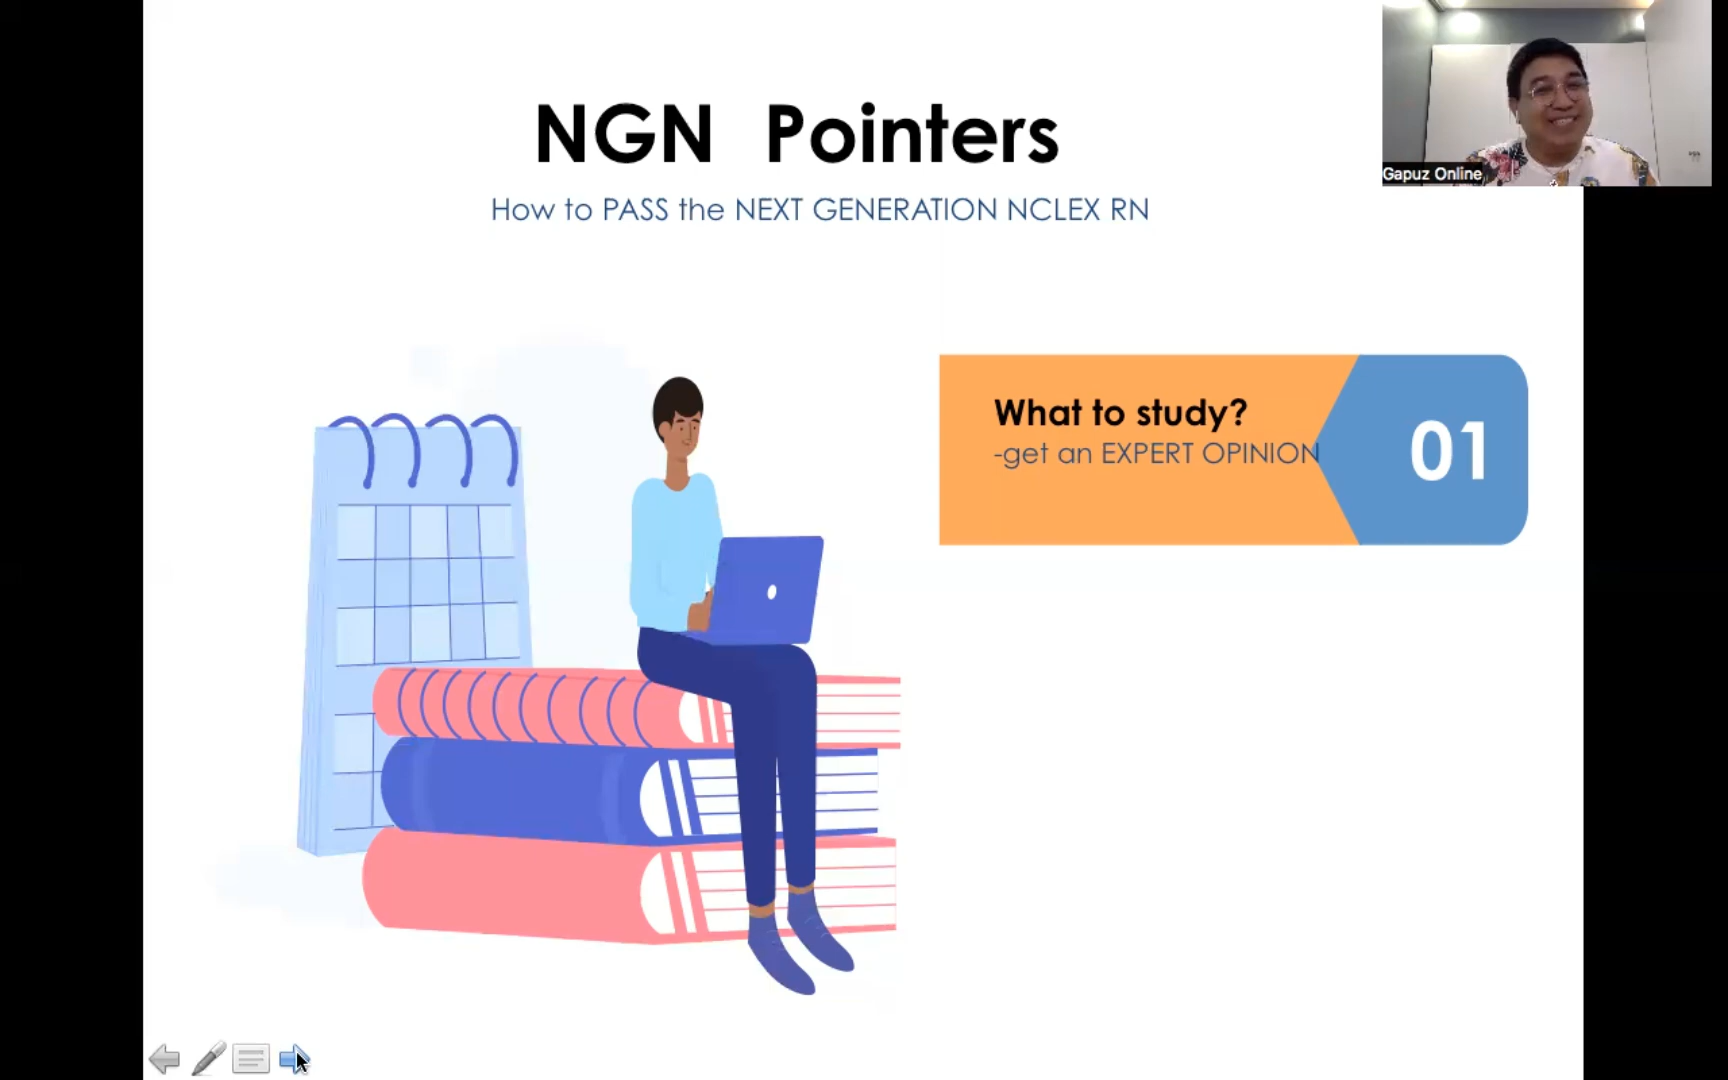 NGN Pointers
How to PASS the NEXT GENERATION NCLEX RN
Gapuz Online
What to study?
-get an EXPERT OPINION
01